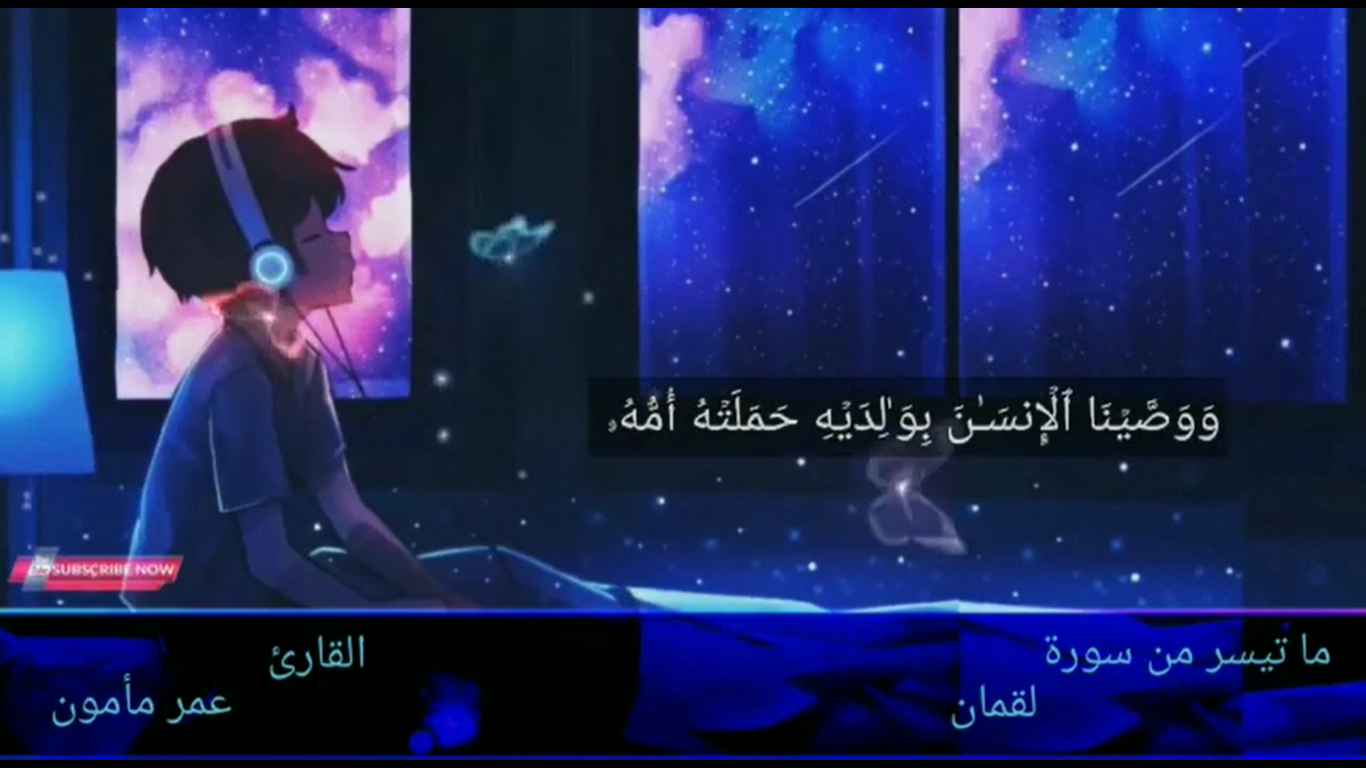 وَوَصَّيۡنَا ٱلۡإِنسَـٰنَ بِوَٰلِدَيۡهِ حَمَلَتۡهُ أُمُّهُۥ
SUBSCRIBE NOW
ما تيسر من سورة
لقمان
القارئ
عمر مأمون